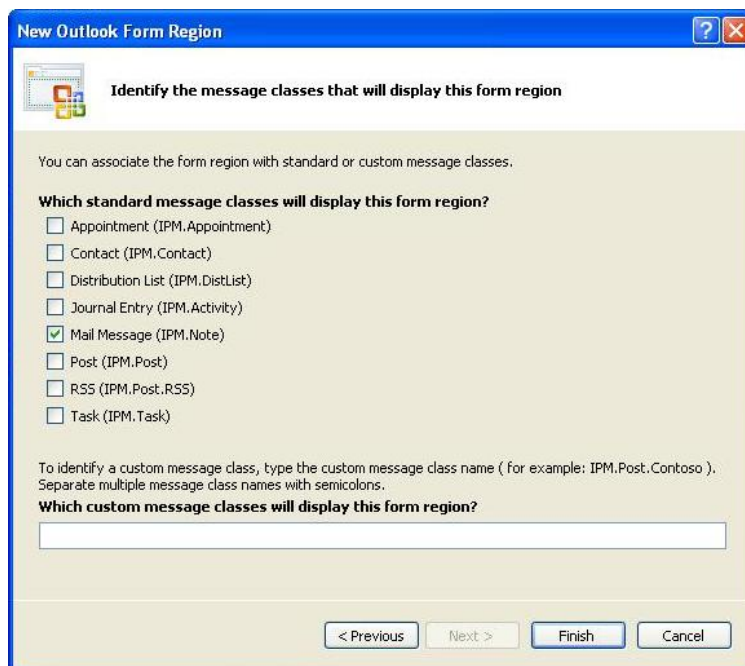 New Outlook Form Region
Identify the message classes that will display this form region
You can associate the form region with standard or custom message classes.
Which standard message classes will display this form region?
Appointment (IPM.Appointment)
Contact (IPM.Contact)
Distribution List (IPM.DistList)
Journal Entry (IPM.Activity)
Mail Message (IPM.Note)
Post (IPM.Post)
RSS (IPM.Post.RSS)
Task (IPM.Task)
To identify a custom message class, type the custom message class name ( for example: IPM.Post.Contoso ).
Separate multiple message class names with semicolons.
Which custom message classes will display this form region?
< Previous Next > Finish Cancel